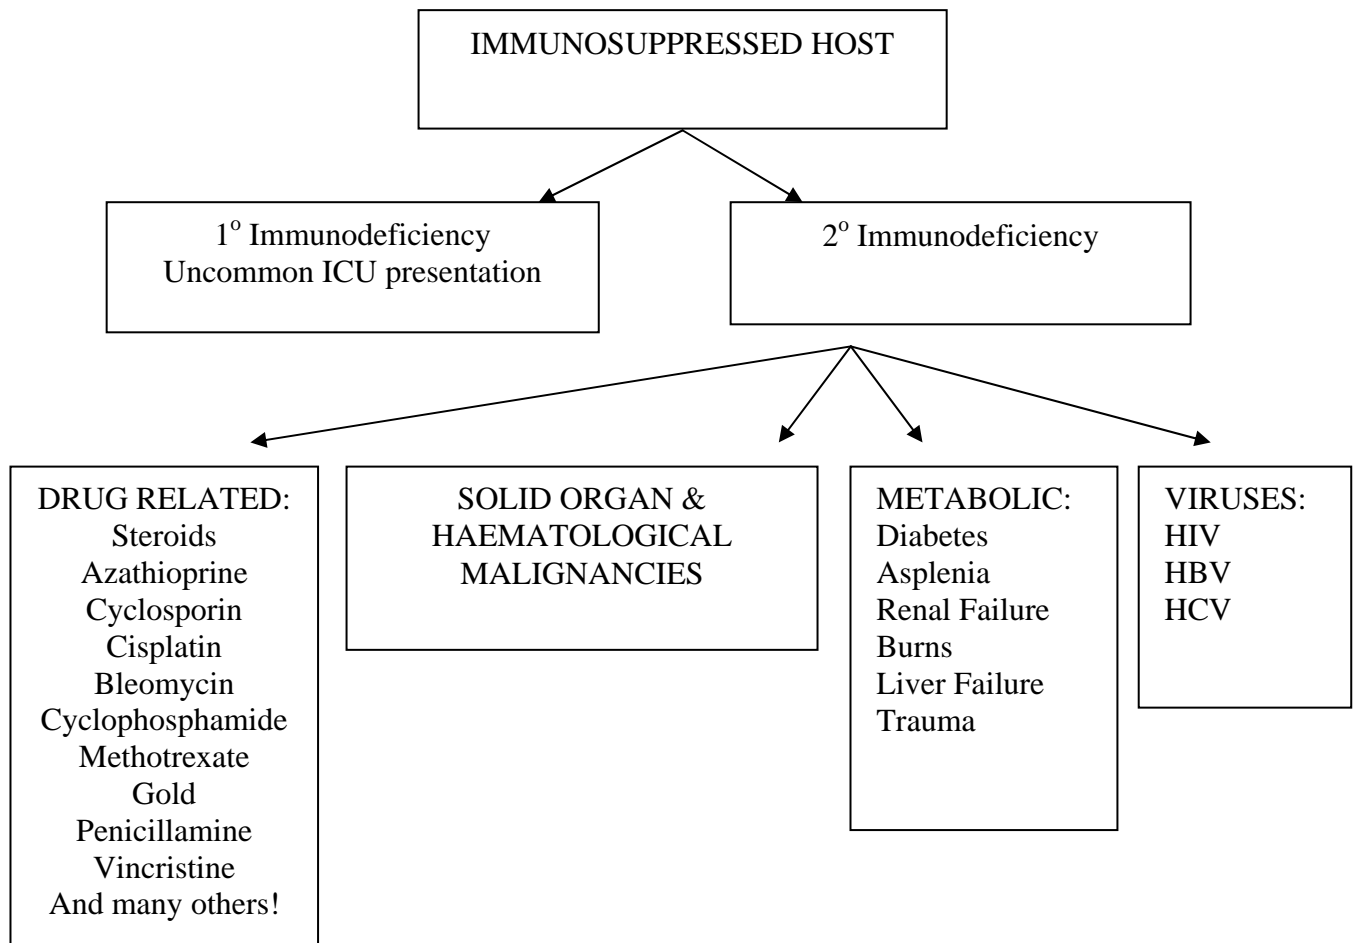 IMMUNOSUPPRESSED HOST
1° Immunodeficiency
Uncommon ICU presentation
2° Immunodeficiency
DRUG RELATED:
Steroids
Azathioprine
Cyclosporin
Cisplatin
Bleomycin
Cyclophosphamide
Methotrexate
Gold
Penicillamine
Vincristine
And many others!
SOLID ORGAN &
HAEMATOLOGICAL
MALIGNANCIES
METABOLIC:
Diabetes
Asplenia
Renal Failure
Burns
Liver Failure
Trauma
VIRUSES:
HIV
HBV
HCV